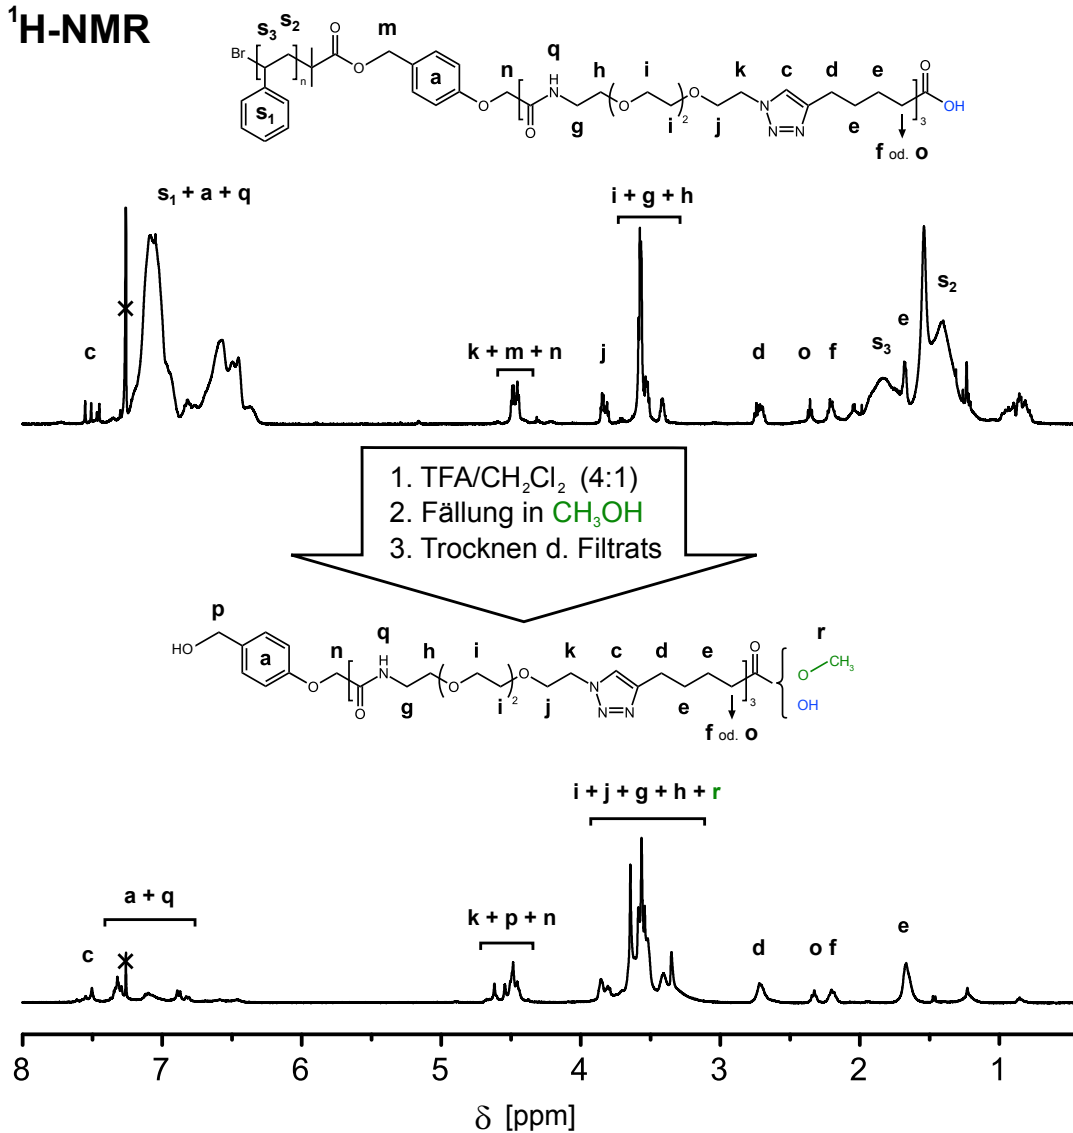 ¹H-NMR
s₃ s₂ m
Br n O O a n O O q N H g h O i i 2 O j k N N=N c d e e f od. o 3 O OH
s₁
s₁ + a + q
i + g + h
c
k + m + n
j
d
o
f
s₃
e
s₂
1. TFA/CH₂Cl₂ (4:1)
2. Fällung in CH₃OH
3. Trocknen d. Filtrats
p
HO a n O O q N H g h O i i 2 O j k N N=N c d e e f od. o 3 O r O CH₃ OH
i + j + g + h + r
a + q
c
k + p + n
d
o f
e
8 7 6 5 4 3 2 1
δ [ppm]